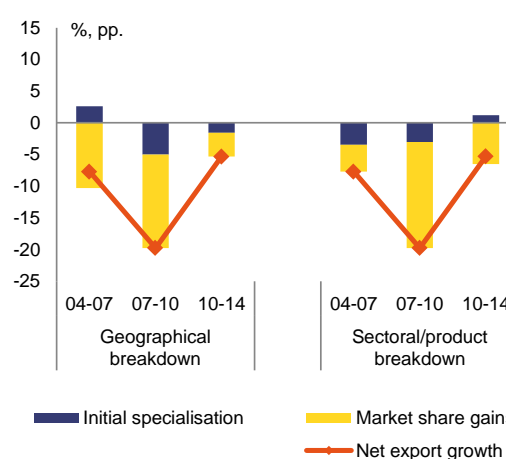 %, pp.
15
10
5
0
-5
-10
-15
-20
-25
04-07 07-10 10-14 04-07 07-10 10-14
Geographical breakdown
Sectoral/product breakdown
Initial specialisation
Market share gain
Net export growth